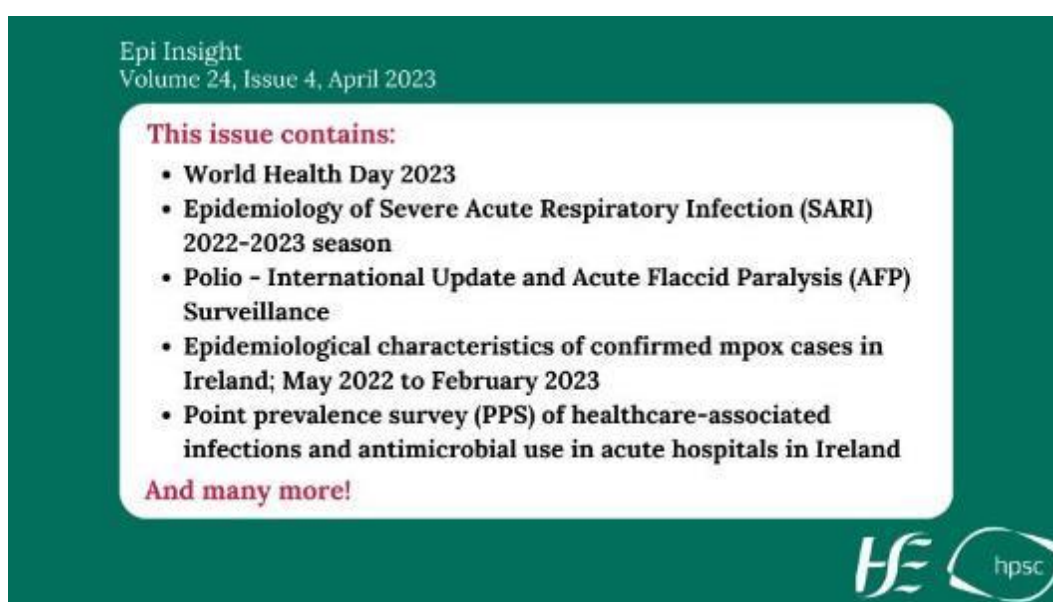 Epi Insight
Volume 24, Issue 4, April 2023
This issue contains:
• World Health Day 2023
• Epidemiology of Severe Acute Respiratory Infection (SARI)
2022-2023 season
• Polio - International Update and Acute Flaccid Paralysis (AFP)
Surveillance
• Epidemiological characteristics of confirmed mpox cases in
Ireland; May 2022 to February 2023
• Point prevalence survey (PPS) of healthcare-associated
infections and antimicrobial use in acute hospitals in Ireland
And many more!
HSE
hpsc